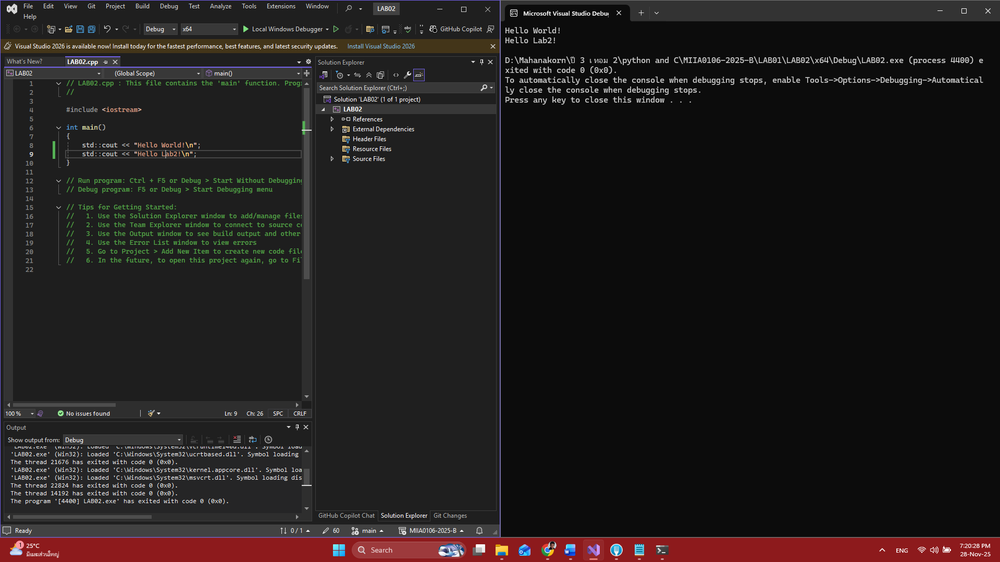 File Edit View Git Project Build Debug Test Analyze Tools Extensions Window LAB02
Help
Debug x64 Local Windows Debugger GitHub Copilot
Visual Studio 2026 is available now! Install today for the fastest performance, best features, and latest security updates. Install Visual Studio 2026
What's New? LAB02.cpp
LAB02 (Global Scope) main()
1 // LAB02.cpp : This file contains the 'main' function. Progr
2 //
3
4 #include <iostream>
5
6 int main()
7 {
8 std::cout << "Hello World!\n";
9 std::cout << "Hello Lab2!\n";
10 }
11
12 // Run program: Ctrl + F5 or Debug > Start Without Debugging
13 // Debug program: F5 or Debug > Start Debugging menu
14
15 // Tips for Getting Started:
16 // 1. Use the Solution Explorer window to add/manage files
17 // 2. Use the Team Explorer window to connect to source co
18 // 3. Use the Output window to see build output and other
19 // 4. Use the Error List window to view errors
20 // 5. Go to Project > Add New Item to create new code file
21 // 6. In the future, to open this project again, go to Fil
22
100 % No issues found Ln: 9 Ch: 26 SPC CRLF
Output
Show output from: Debug
'LAB02.exe' (Win32): Loaded 'C:\Windows\System32\vcruntime140d.dll'. Symbol load
'LAB02.exe' (Win32): Loaded 'C:\Windows\System32\ucrtbased.dll'. Symbol loading
The thread 21676 has exited with code 0 (0x0).
'LAB02.exe' (Win32): Loaded 'C:\Windows\System32\kernel.appcore.dll'. Symbol loa
'LAB02.exe' (Win32): Loaded 'C:\Windows\System32\msvcrt.dll'. Symbol loading dis
The thread 22824 has exited with code 0 (0x0).
The thread 14192 has exited with code 0 (0x0).
The program '[4400] LAB02.exe' has exited with code 0 (0x0).
Solution Explorer
Search Solution Explorer (Ctrl+;)
Solution 'LAB02' (1 of 1 project)
LAB02
References
External Dependencies
Header Files
Resource Files
Source Files
GitHub Copilot Chat Solution Explorer Git Changes
Ready 0 / 1 60 main MIIA0106-2025-B
Microsoft Visual Studio Debug
Hello World!
Hello Lab2!
D:\Mahanakorn\ปี 3 เทอม 2\python and C\MIIA0106-2025-B\LAB01\LAB02\x64\Debug\LAB02.exe (process 4400) e
xited with code 0 (0x0).
To automatically close the console when debugging stops, enable Tools->Options->Debugging->Automatical
ly close the console when debugging stops.
Press any key to close this window . . .
1 25°C
มีเมฆส่วนใหญ่
Search
ENG
7:20:28 PM
28-Nov-25